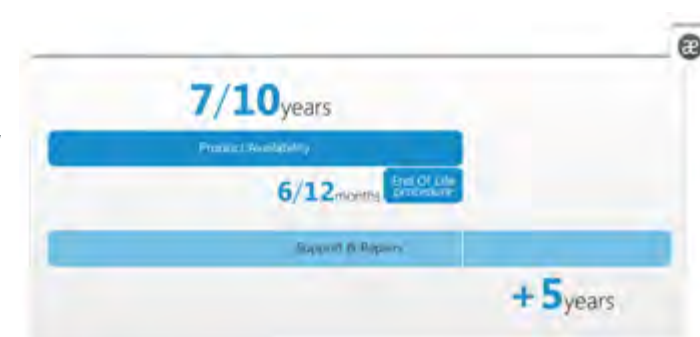 æ
7/10years
Product Availability
6/12months
End Of Life
procedure
Support & Repairs
+5years